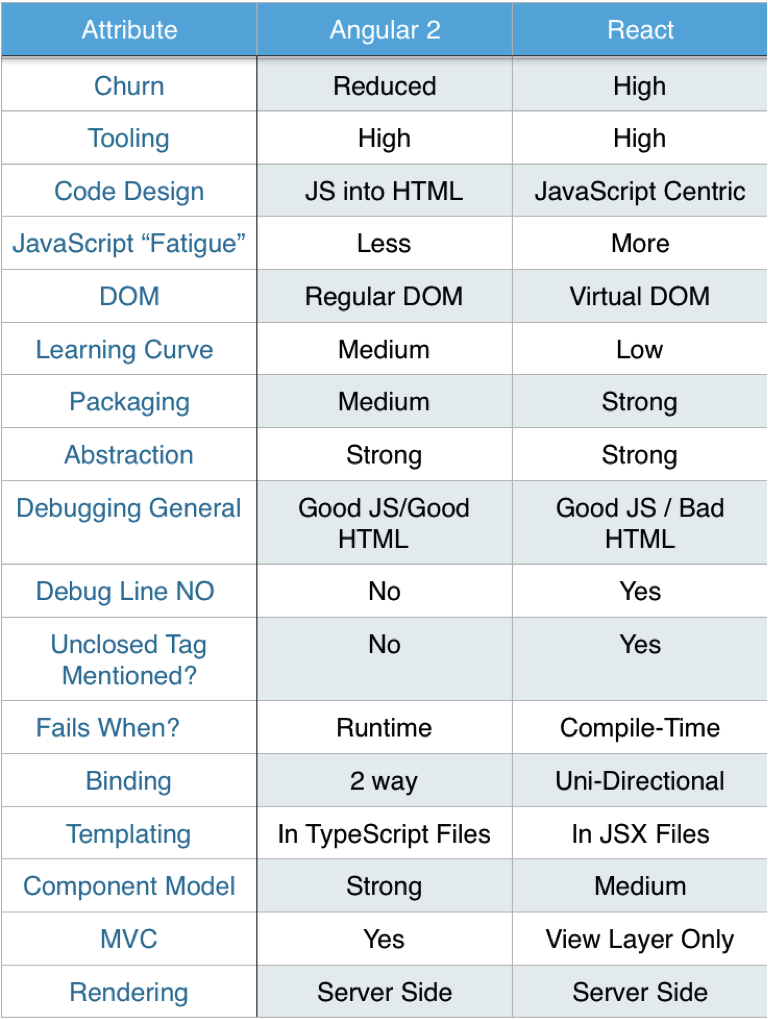 Attribute Angular 2 React
Churn Reduced High
Tooling High High
Code Design JS into HTML JavaScript Centric
JavaScript “Fatigue” Less More
DOM Regular DOM Virtual DOM
Learning Curve Medium Low
Packaging Medium Strong
Abstraction Strong Strong
Debugging General Good JS/Good Good JS / Bad
HTML HTML
Debug Line NO No Yes
Unclosed Tag No Yes
Mentioned?
Fails When? Runtime Compile-Time
Binding 2 way Uni-Directional
Templating In TypeScript Files In JSX Files
Component Model Strong Medium
MVC Yes View Layer Only
Rendering Server Side Server Side